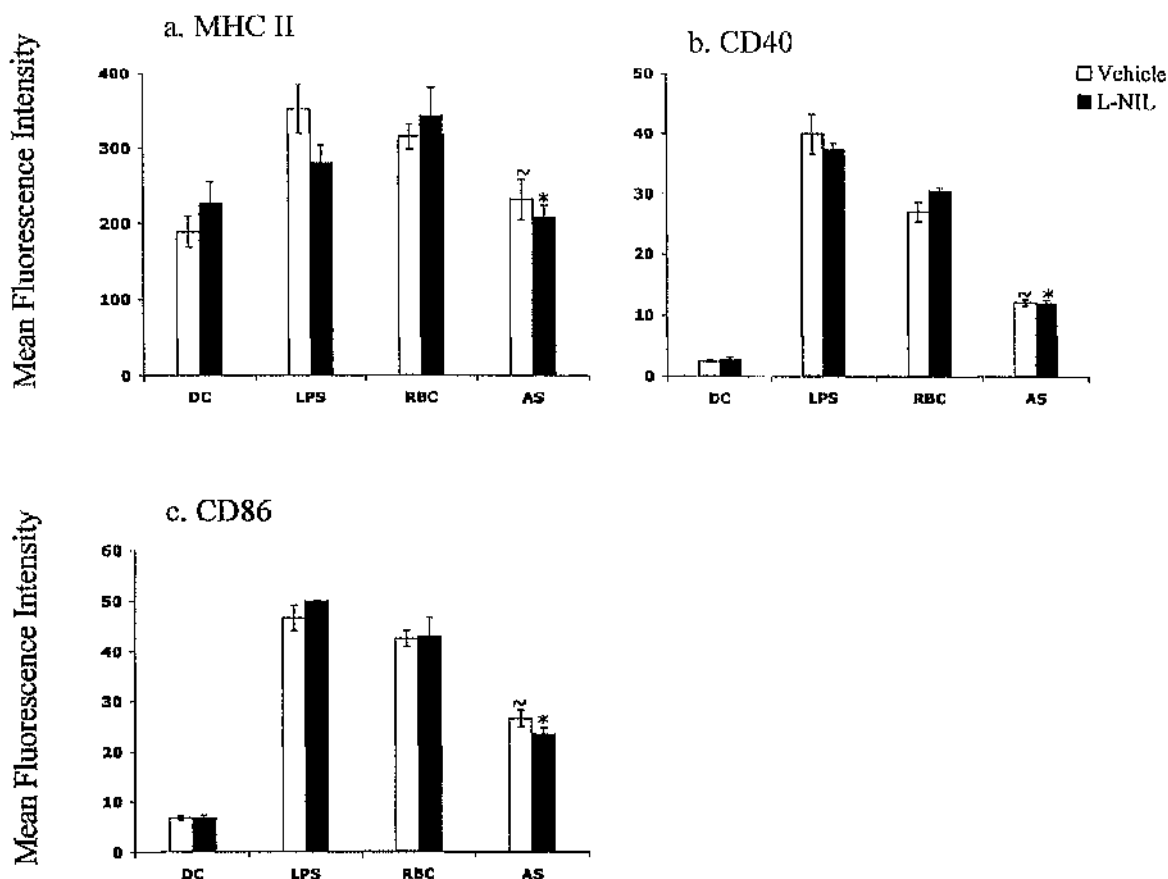 a. MHC II
Mean Fluorescence Intensity
400
300
200
100
0
DC LPS RBC AS
~ *
b. CD40
50
40
30
20
10
0
DC LPS RBC AS
~ *
Vehicle
L-NIL
c. CD86
Mean Fluorescence Intensity
60
50
40
30
20
10
0
DC LPS RBC AS
~ *